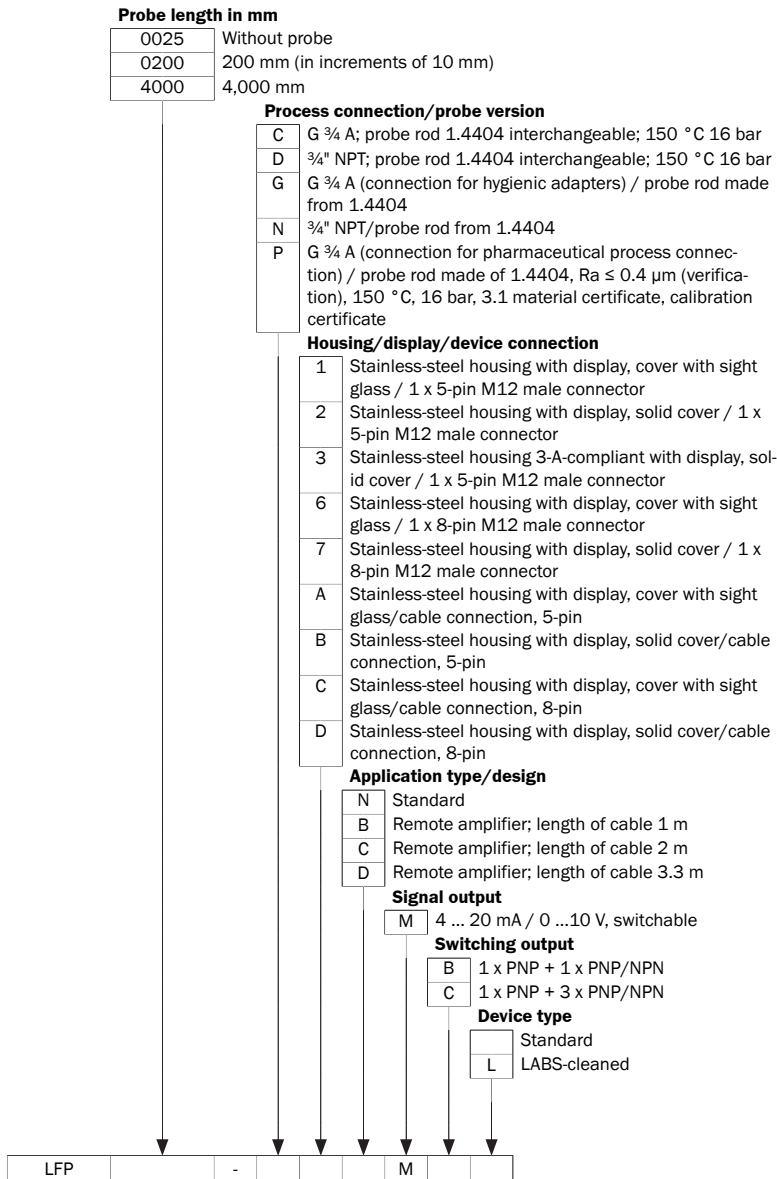 Probe length in mm
0025 Without probe
0200 200 mm (in increments of 10 mm)
4000 4,000 mm
Process connection/probe version
C G ¾ A; probe rod 1.4404 interchangeable; 150 °C 16 bar
D ¾" NPT; probe rod 1.4404 interchangeable; 150 °C 16 bar
G G ¾ A (connection for hygienic adapters) / probe rod made
from 1.4404
N ¾" NPT/probe rod from 1.4404
P G ¾ A (connection for pharmaceutical process connec-
tion) / probe rod made of 1.4404, Ra ≤ 0.4 µm (verifica-
tion), 150 °C, 16 bar, 3.1 material certificate, calibration
certificate
Housing/display/device connection
1 Stainless-steel housing with display, cover with sight
glass / 1 x 5-pin M12 male connector
2 Stainless-steel housing with display, solid cover / 1 x
5-pin M12 male connector
3 Stainless-steel housing 3-A-compliant with display, sol-
id cover / 1 x 5-pin M12 male connector
6 Stainless-steel housing with display, cover with sight
glass / 1 x 8-pin M12 male connector
7 Stainless-steel housing with display, solid cover / 1 x
8-pin M12 male connector
A Stainless-steel housing with display, cover with sight
glass/cable connection, 5-pin
B Stainless-steel housing with display, solid cover/cable
connection, 5-pin
C Stainless-steel housing with display, cover with sight
glass/cable connection, 8-pin
D Stainless-steel housing with display, solid cover/cable
connection, 8-pin
Application type/design
N Standard
B Remote amplifier; length of cable 1 m
C Remote amplifier; length of cable 2 m
D Remote amplifier; length of cable 3.3 m
Signal output
M 4 ... 20 mA / 0 ...10 V, switchable
Switching output
B 1 x PNP + 1 x PNP/NPN
C 1 x PNP + 3 x PNP/NPN
Device type
Standard
L LABS-cleaned
LFP - M